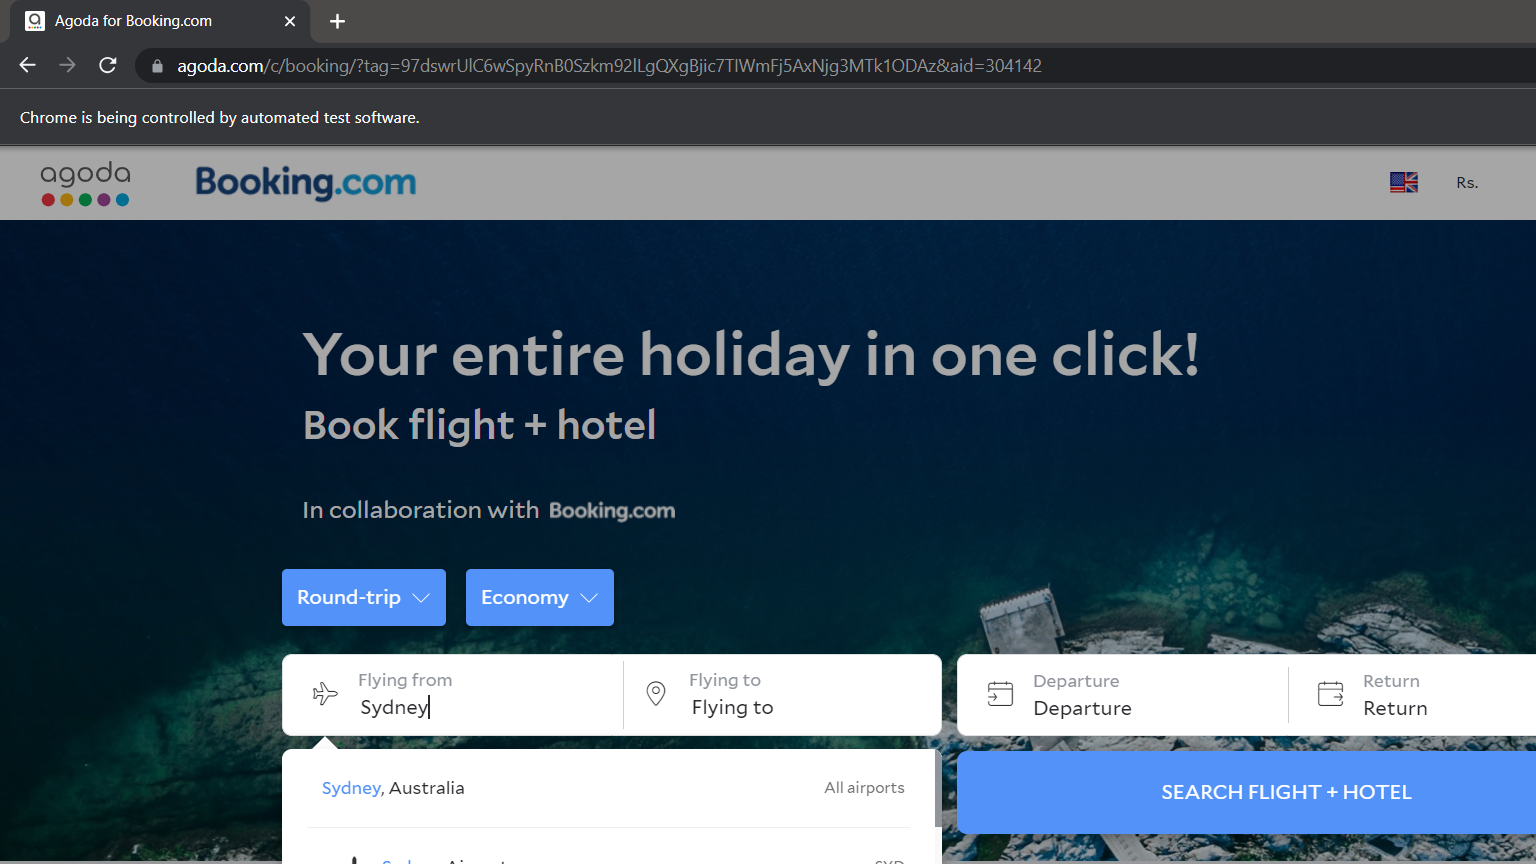 Agoda for Booking.com
agoda.com/c/booking/?tag=97dswrUlC6wSpyRnB0Szkm92lLgQXgBjic7TIWmFj5AxNjg3MTk1ODAz&aid=304142
Chrome is being controlled by automated test software.
agoda
Booking.com
Rs.
Your entire holiday in one click!
Book flight + hotel
In collaboration with Booking.com
Round-trip
Economy
Flying from
Sydney
Flying to
Flying to
Departure
Departure
Return
Return
Sydney, Australia
All airports
SEARCH FLIGHT + HOTEL